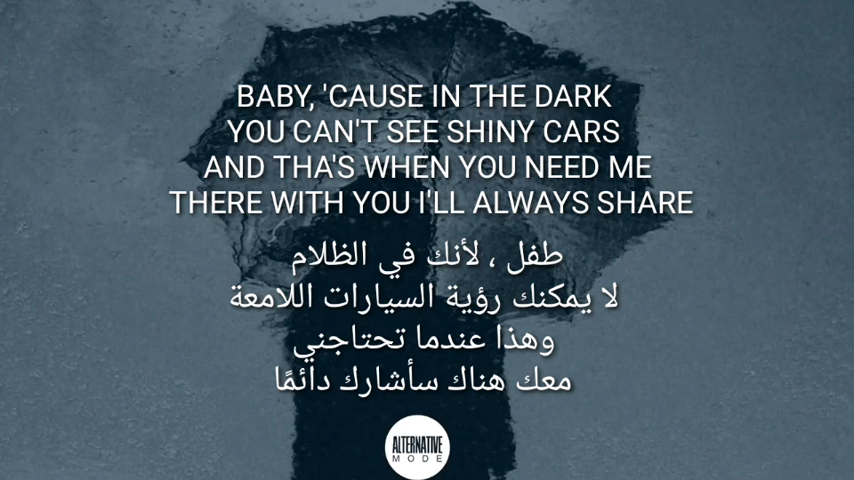 BABY, 'CAUSE IN THE DARK
YOU CAN'T SEE SHINY CARS
AND THA'S WHEN YOU NEED ME
THERE WITH YOU I'LL ALWAYS SHARE
طفل ، لأنك في الظلام
لا يمكنك رؤية السيارات اللامعة
وهذا عندما تحتاجني
معك هناك سأشارك دائمًا
ALTERNATIVE
MODE